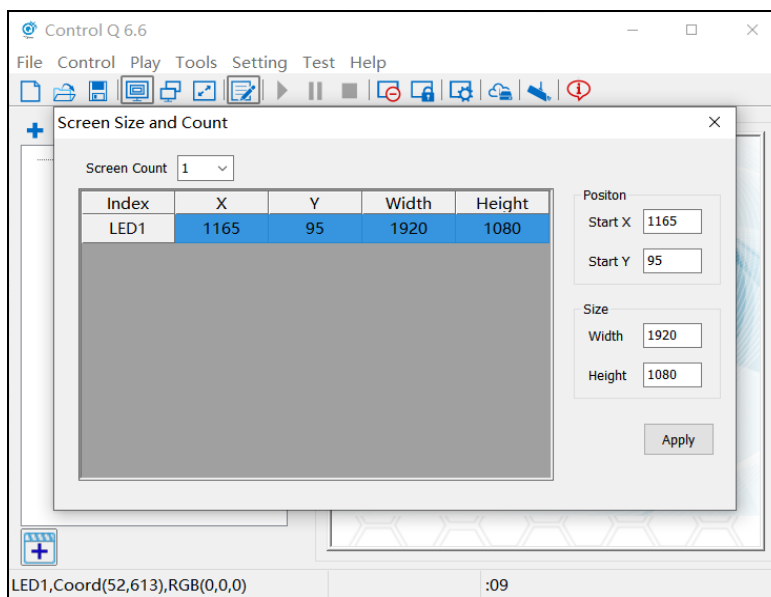 Control Q 6.6
File Control Play Tools Setting Test Help
Screen Size and Count
Screen Count 1
Index X Y Width Height
LED1 1165 95 1920 1080
Positon
Start X 1165
Start Y 95
Size
Width 1920
Height 1080
Apply
LED1,Coord(52,613),RGB(0,0,0) :09